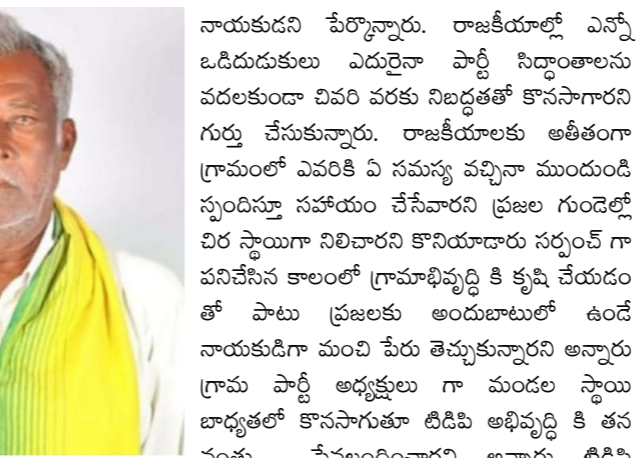 నాయకుడని పేర్కొన్నారు. రాజకీయాల్లో ఎన్నో
ఒడిదుడుకులు ఎదురైనా పార్టీ సిద్ధాంతాలను
వదలకుండా చివరి వరకు నిబద్ధతతో కొనసాగారని
గుర్తు చేసుకున్నారు. రాజకీయాలకు అతీతంగా
గ్రామంలో ఎవరికి ఏ సమస్య వచ్చినా ముందుండి
స్పందిస్తూ సహాయం చేసేవారని ప్రజల గుండెల్లో
చిర స్థాయిగా నిలిచారని కొనియాడారు సర్పంచ్ గా
పనిచేసిన కాలంలో గ్రామాభివృద్ధి కి కృషి చేయడం
తో పాటు ప్రజలకు అందుబాటులో ఉండే
నాయకుడిగా మంచి పేరు తెచ్చుకున్నారని అన్నారు
గ్రామ పార్టీ అధ్యక్షులు గా మండల స్థాయి
బాధ్యతలో కొనసాగుతూ టిడిపి అభివృద్ధి కి తన
అన్నారు టిడిపి